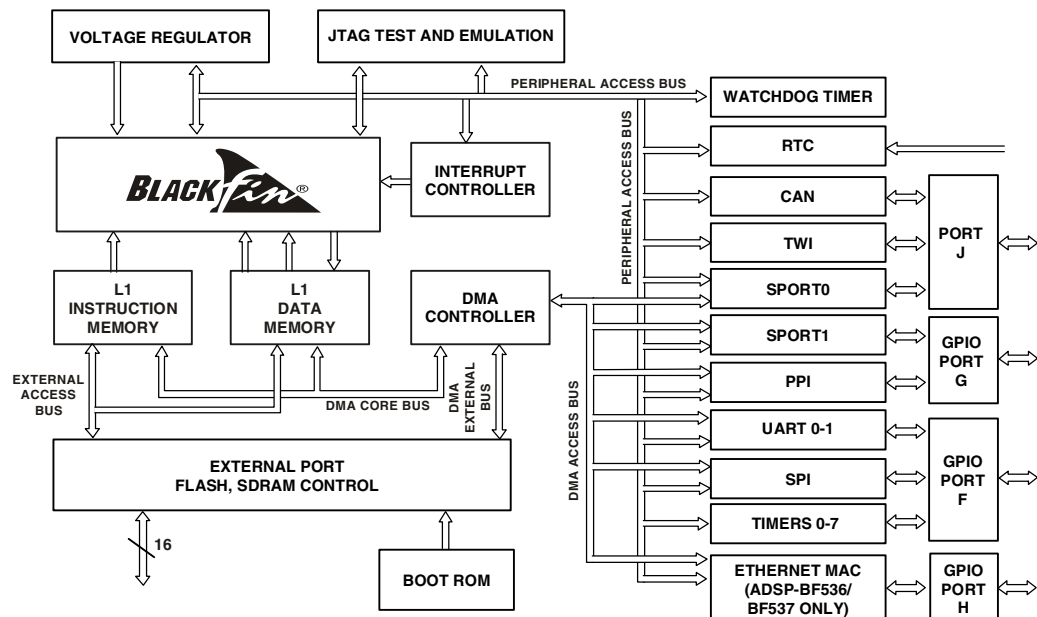 VOLTAGE REGULATOR
JTAG TEST AND EMULATION
PERIPHERAL ACCESS BUS
WATCHDOG TIMER
RTC
BLACKfin®
INTERRUPT
CONTROLLER
PERIPHERAL ACCESS BUS
CAN
TWI
SPORT0
PORT
J
L1
INSTRUCTION
MEMORY
L1
DATA
MEMORY
DMA
CONTROLLER
SPORT1
PPI
GPIO
PORT
G
EXTERNAL
ACCESS
BUS
DMA CORE BUS
DMA
EXTERNAL
BUS
DMA ACCESS BUS
UART 0-1
SPI
TIMERS 0-7
GPIO
PORT
F
EXTERNAL PORT
FLASH, SDRAM CONTROL
16
BOOT ROM
ETHERNET MAC
(ADSP-BF536/
BF537 ONLY)
GPIO
PORT
H